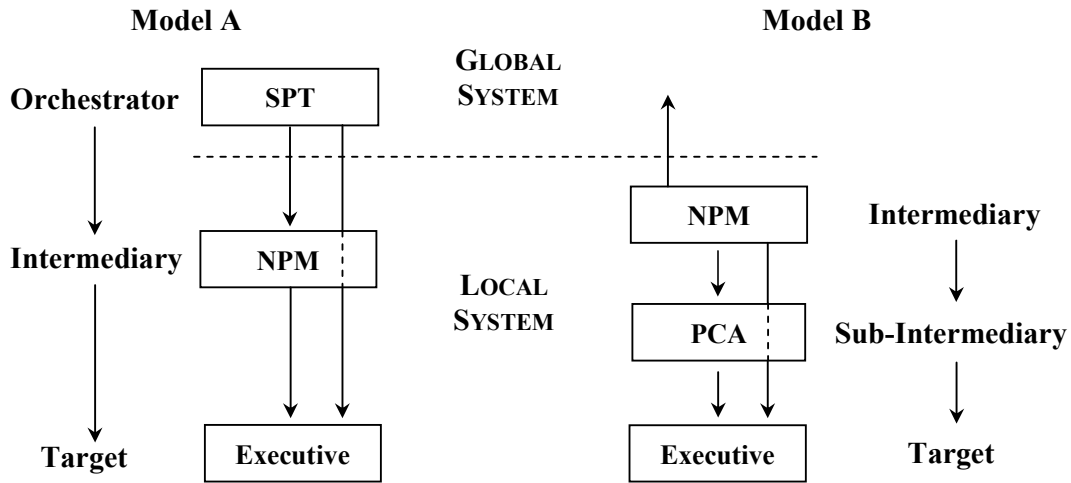 Model A
Model B
GLOBAL
SYSTEM
Orchestrator
SPT
NPM
Intermediary
Intermediary
NPM
LOCAL
SYSTEM
PCA
Sub-Intermediary
Target
Executive
Executive
Target